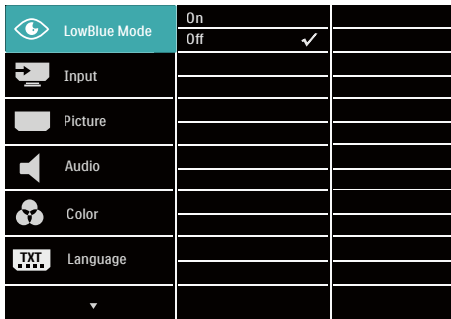 LowBlue Mode
On
Off
Input
Picture
Audio
Color
TXT
Language